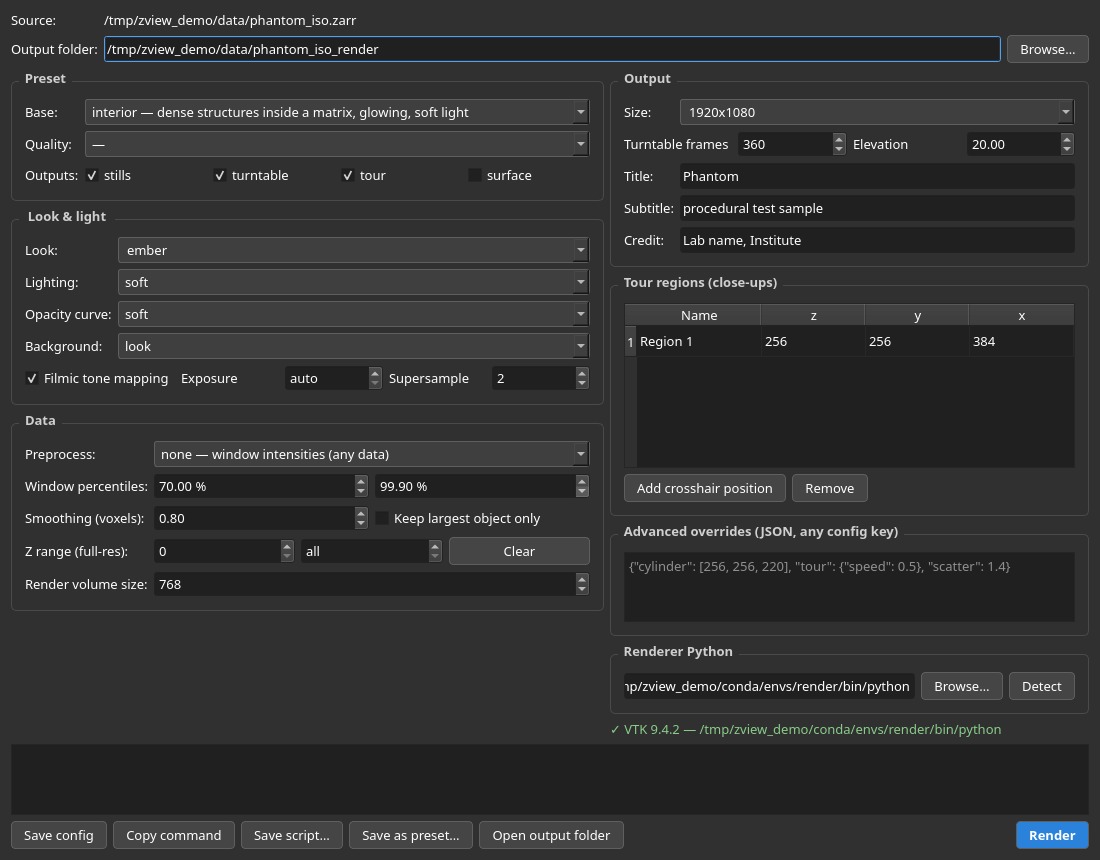 Source: /tmp/zview_demo/data/phantom_iso.zarr
Output folder: /tmp/zview_demo/data/phantom_iso_render Browse...
Preset
Base: interior — dense structures inside a matrix, glowing, soft light
Quality: —
Outputs: stills turntable tour surface
Look & light
Look: ember
Lighting: soft
Opacity curve: soft
Background: look
Filmic tone mapping Exposure auto Supersample 2
Data
Preprocess: none — window intensities (any data)
Window percentiles: 70.00 % 99.90 %
Smoothing (voxels): 0.80 Keep largest object only
Z range (full-res): 0 all Clear
Render volume size: 768
Output
Size: 1920x1080
Turntable frames 360 Elevation 20.00
Title: Phantom
Subtitle: procedural test sample
Credit: Lab name, Institute
Tour regions (close-ups)
Name z y x
1 Region 1 256 256 384
Add crosshair position Remove
Advanced overrides (JSON, any config key)
{"cylinder": [256, 256, 220], "tour": {"speed": 0.5}, "scatter": 1.4}
Renderer Python
mp/zview_demo/conda/envs/render/bin/python Browse... Detect
✓ VTK 9.4.2 — /tmp/zview_demo/conda/envs/render/bin/python
Save config Copy command Save script... Save as preset... Open output folder Render